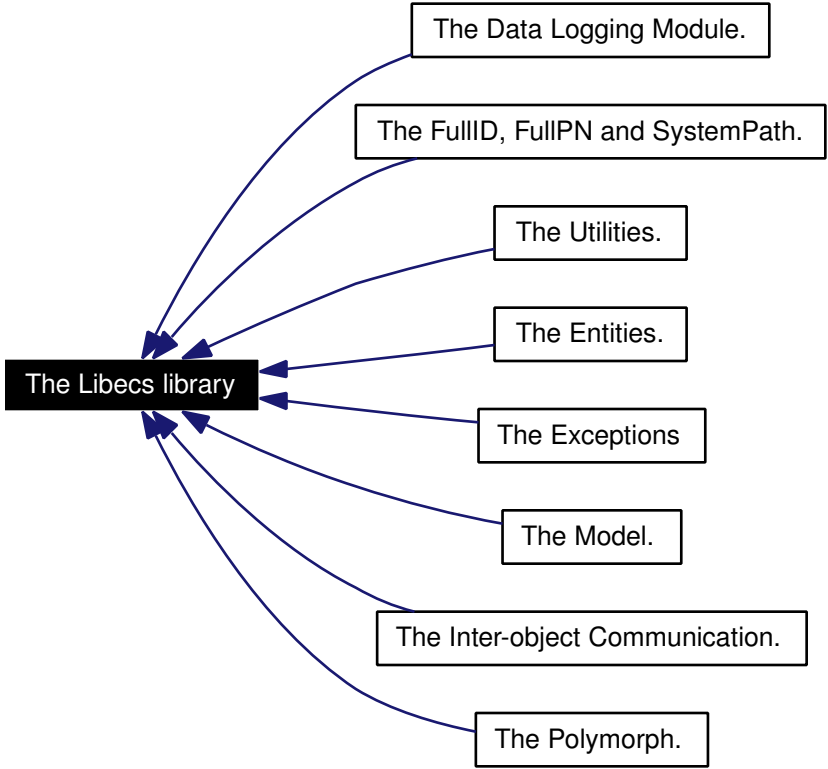 The Data Logging Module.
The FullID, FullPN and SystemPath.
The Utilities.
The Entities.
The Libecs library
The Exceptions
The Model.
The Inter-object Communication.
The Polymorph.